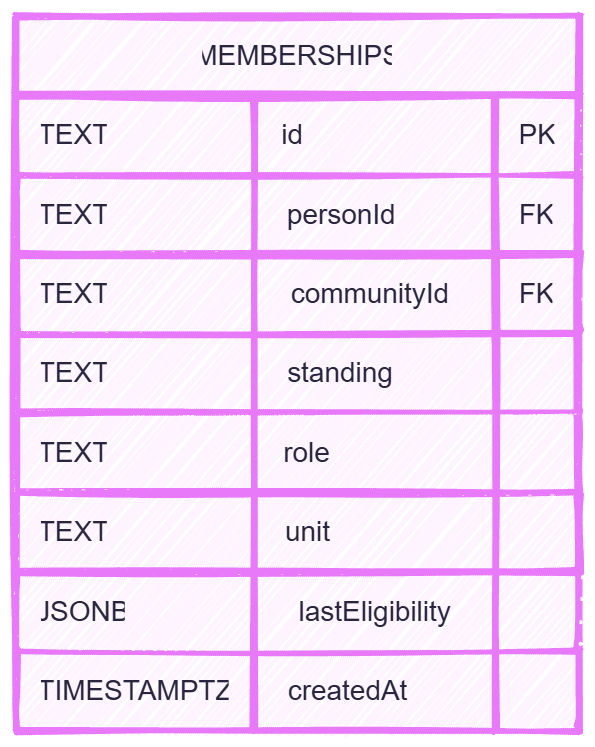 MEMBERSHIPS
TEXT id PK
TEXT personId FK
TEXT communityId FK
TEXT standing
TEXT role
TEXT unit
JSONB lastEligibility
TIMESTAMPTZ createdAt